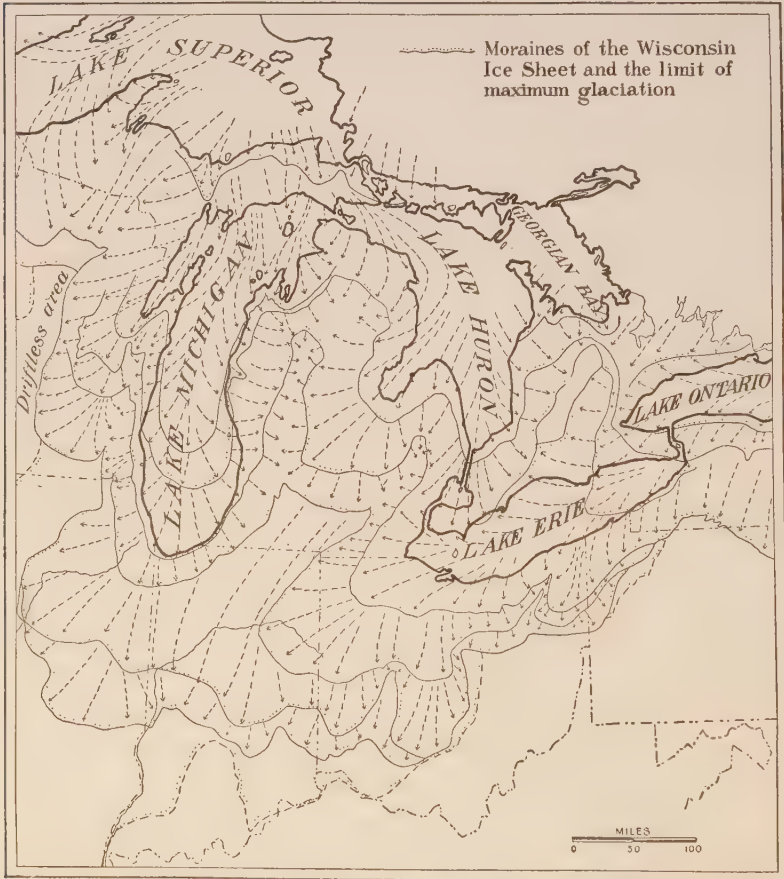 Moraines of the Wisconsin
Ice Sheet and the limit of
maximum glaciation
LAKE SUPERIOR
GEORGIAN BAY
LAKE HURON
LAKE MICHIGAN
Driftless area
LAKE ONTARIO
LAKE ERIE
MILES
0 50 100